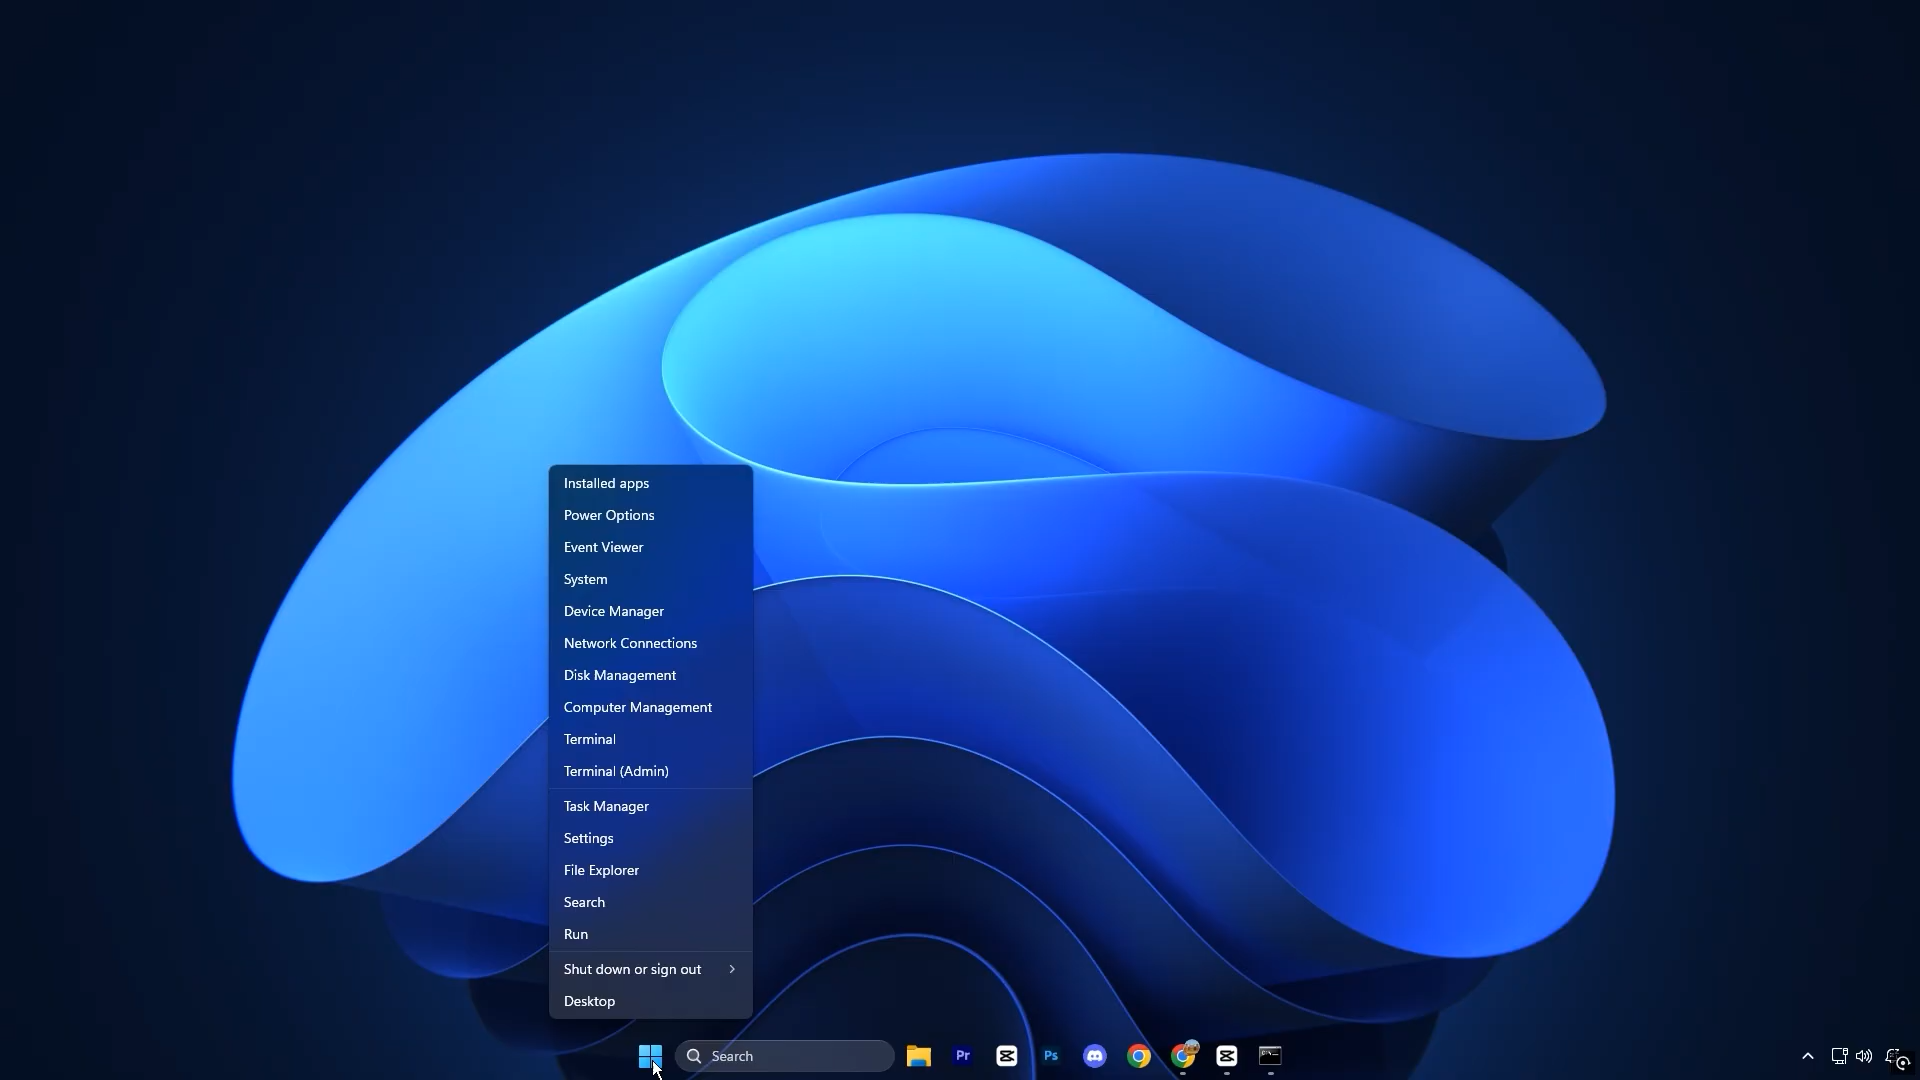 Installed apps
Power Options
Event Viewer
System
Device Manager
Network Connections
Disk Management
Computer Management
Terminal
Terminal (Admin)
Task Manager
Settings
File Explorer
Search
Run
Shut down or sign out
Desktop
Search
Pr
Ps